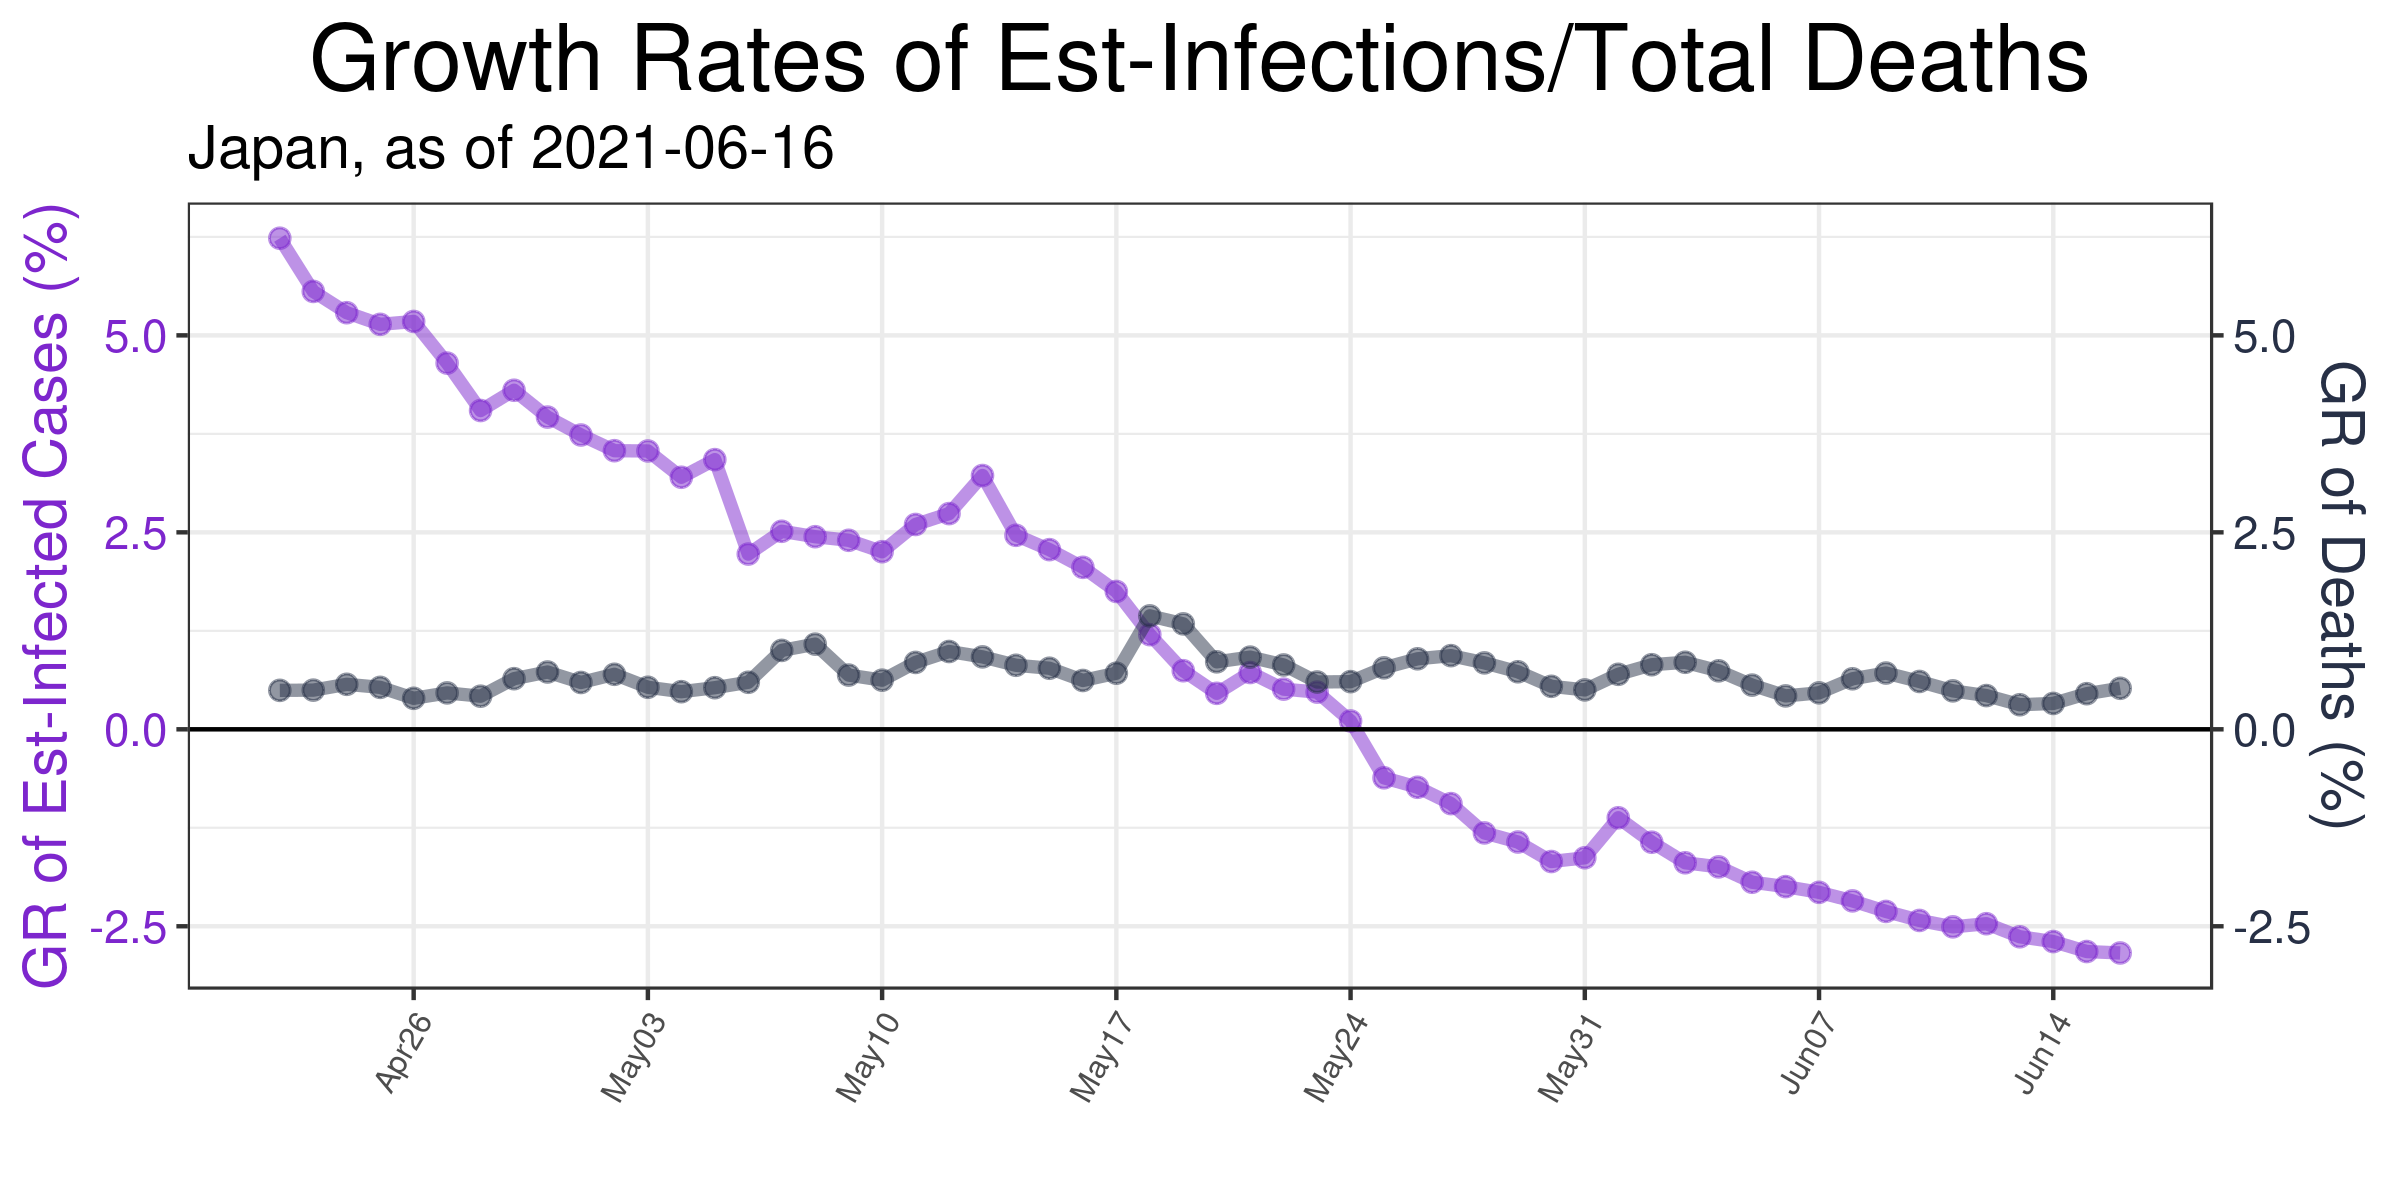 Growth Rates of Est-Infections/Total Deaths
Japan, as of 2021-06-16
GR of Est-Infected Cases (%)
5.0
2.5
0.0
-2.5
5.0
2.5
0.0
-2.5
GR of Deaths (%)
Apr26
May03
May10
May17
May24
May31
Jun07
Jun14